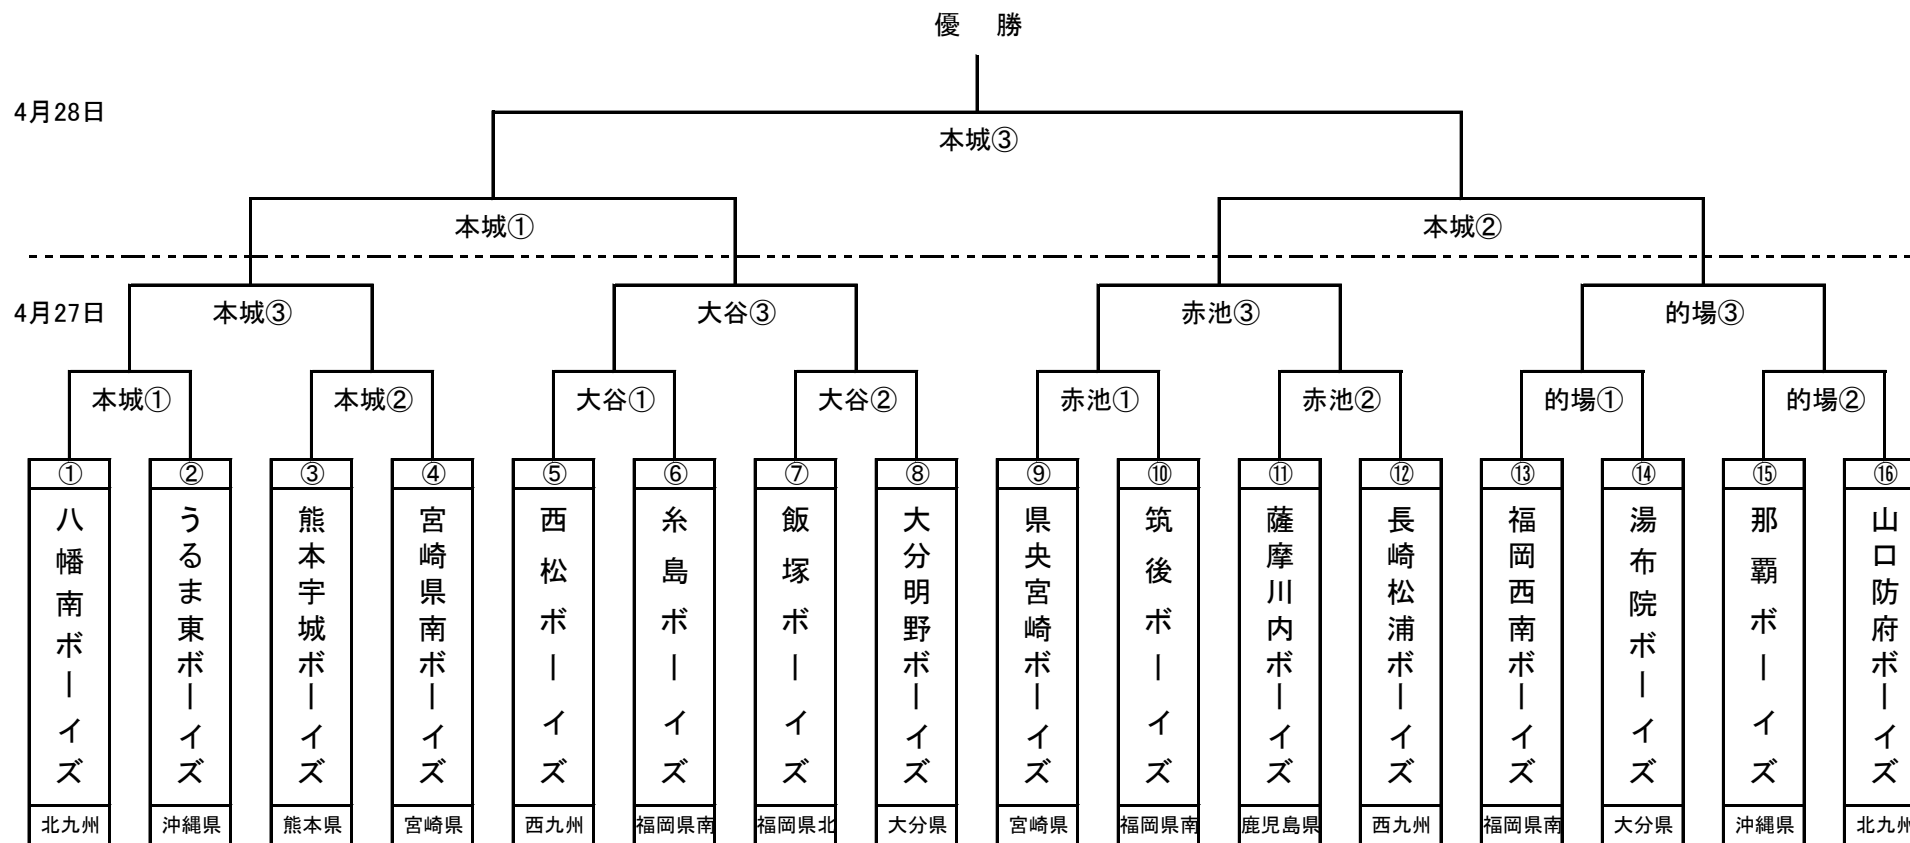 優 勝
4月28日
本城③
本城① 本城②
4月27日
本城③ 大谷③ 赤池③ 的場③
本城① 本城② 大谷① 大谷② 赤池① 赤池② 的場① 的場②
① ② ③ ④ ⑤ ⑥ ⑦ ⑧ ⑨ ⑩ ⑪ ⑫ ⑬ ⑭ ⑮ ⑯
八幡南ボーイズ
うるま東ボーイズ
熊本宇城ボーイズ
宮崎県南ボーイズ
西松ボーイズ
糸島ボーイズ
飯塚ボーイズ
大分明野ボーイズ
県央宮崎ボーイズ
筑後ボーイズ
薩摩川内ボーイズ
長崎松浦ボーイズ
福岡西南ボーイズ
湯布院ボーイズ
那覇ボーイズ
山口防府ボーイズ
北九州 沖縄県 熊本県 宮崎県 西九州 福岡県南 福岡県北 大分県 宮崎県 福岡県南 鹿児島県 西九州 福岡県南 大分県 沖縄県 北九州